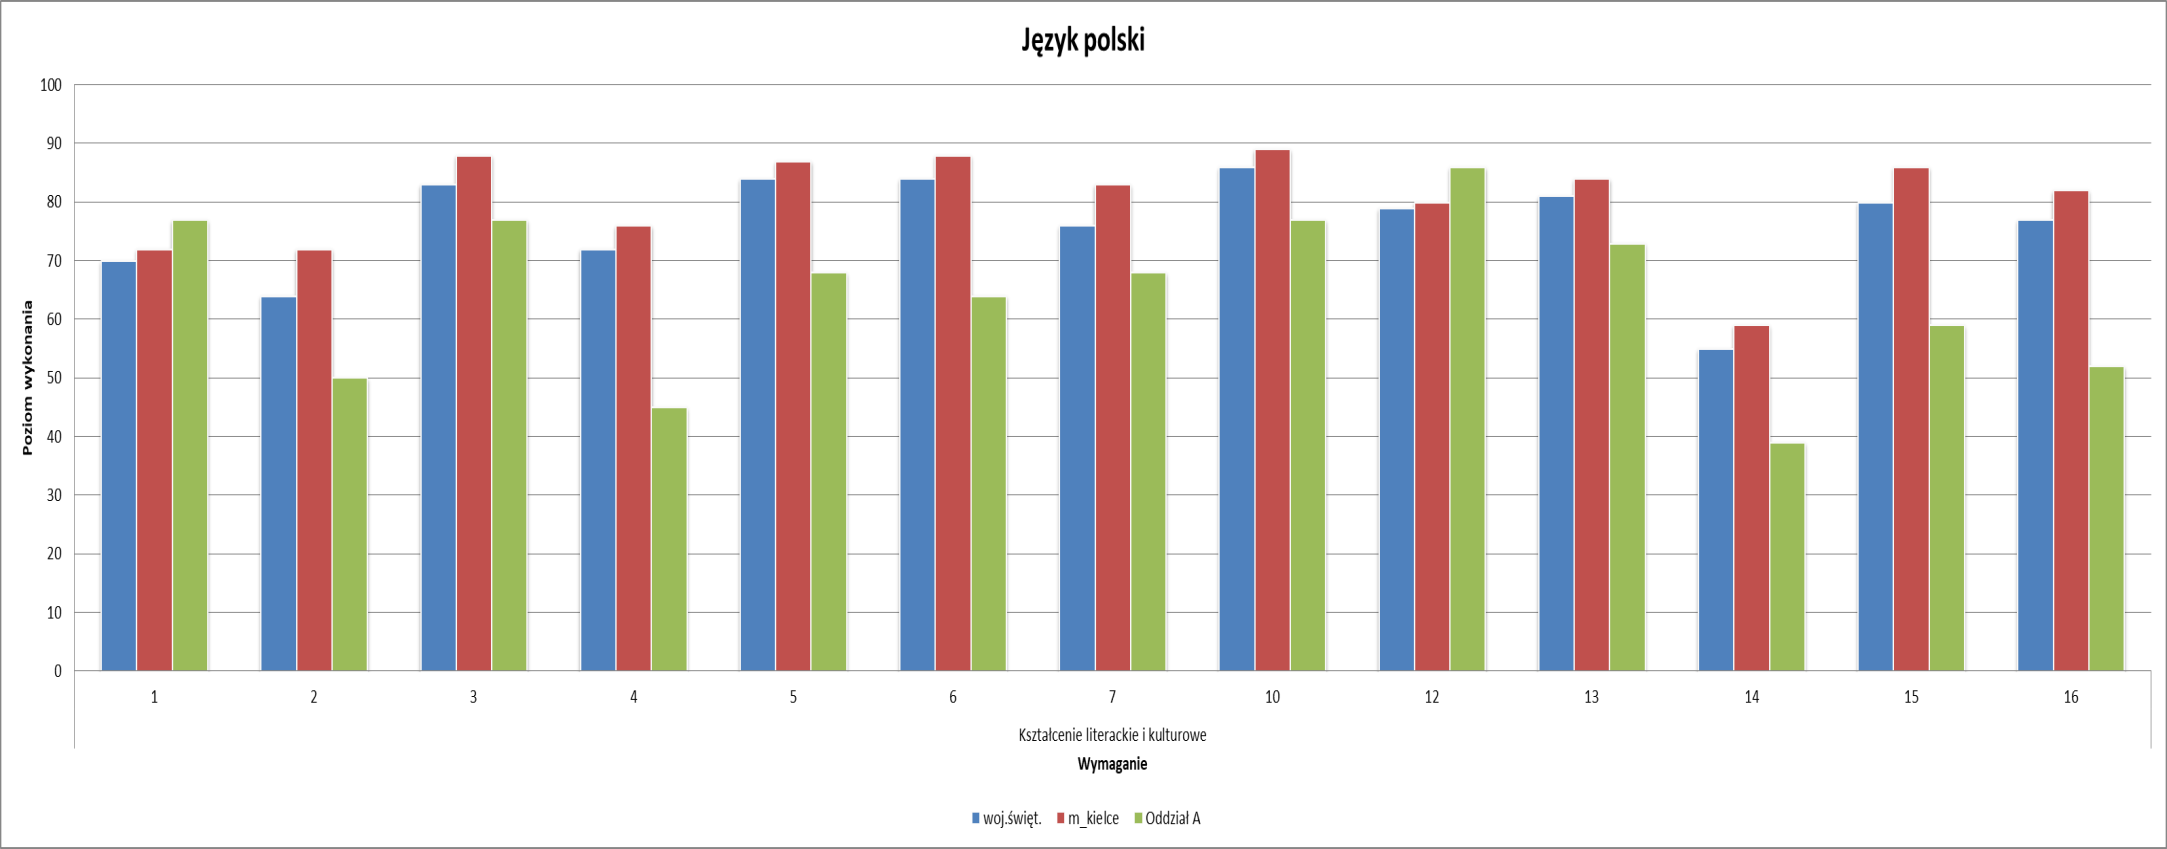 Język polski
100
90
80
70
60
50
40
30
20
10
0
Poziom wykonania
1 2 3 4 5 6 7 10 12 13 14 15 16
Kształcenie literackie i kulturowe
Wymaganie
woj.święt. m_kielce Oddział A